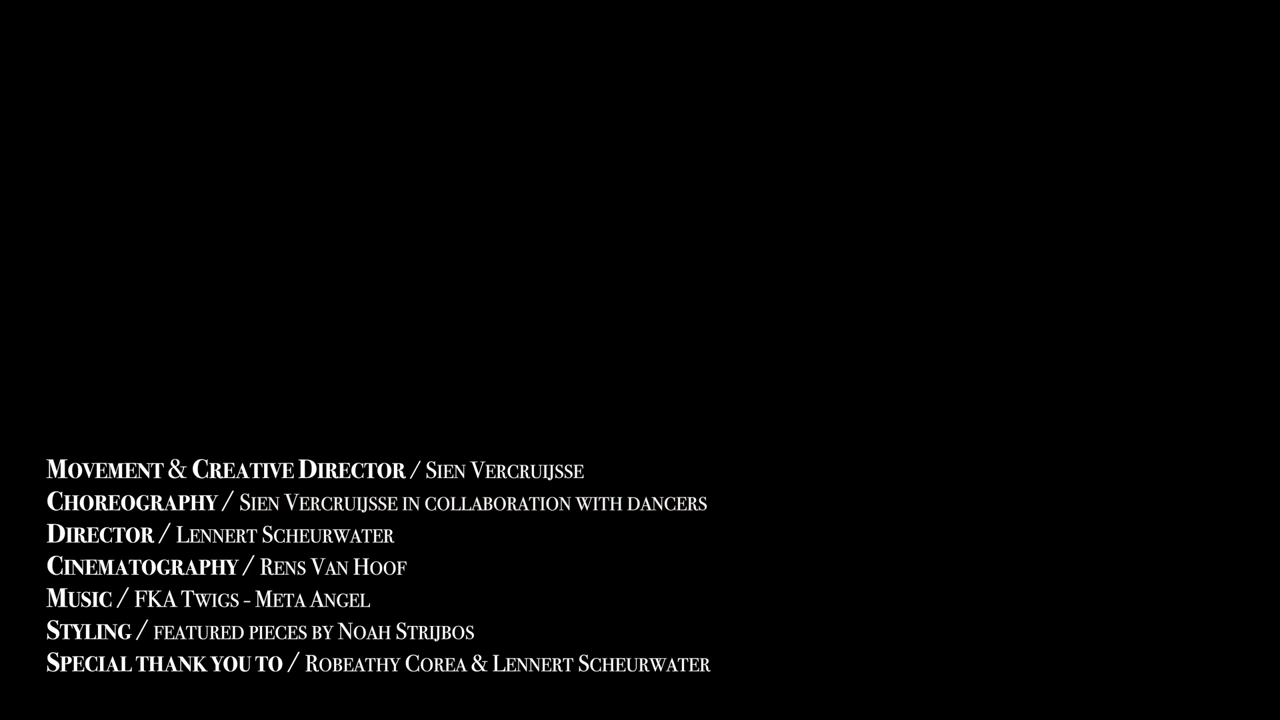 Movement & Creative Director / Sien Vercruijsse
Choreography / Sien Vercruijsse in collaboration with dancers
Director / Lennert Scheurwater
Cinematography / Rens Van Hoof
Music / FKA Twigs - Meta Angel
Styling / featured pieces by Noah Strijbos
Special thank you to / Robeathy Corea & Lennert Scheurwater